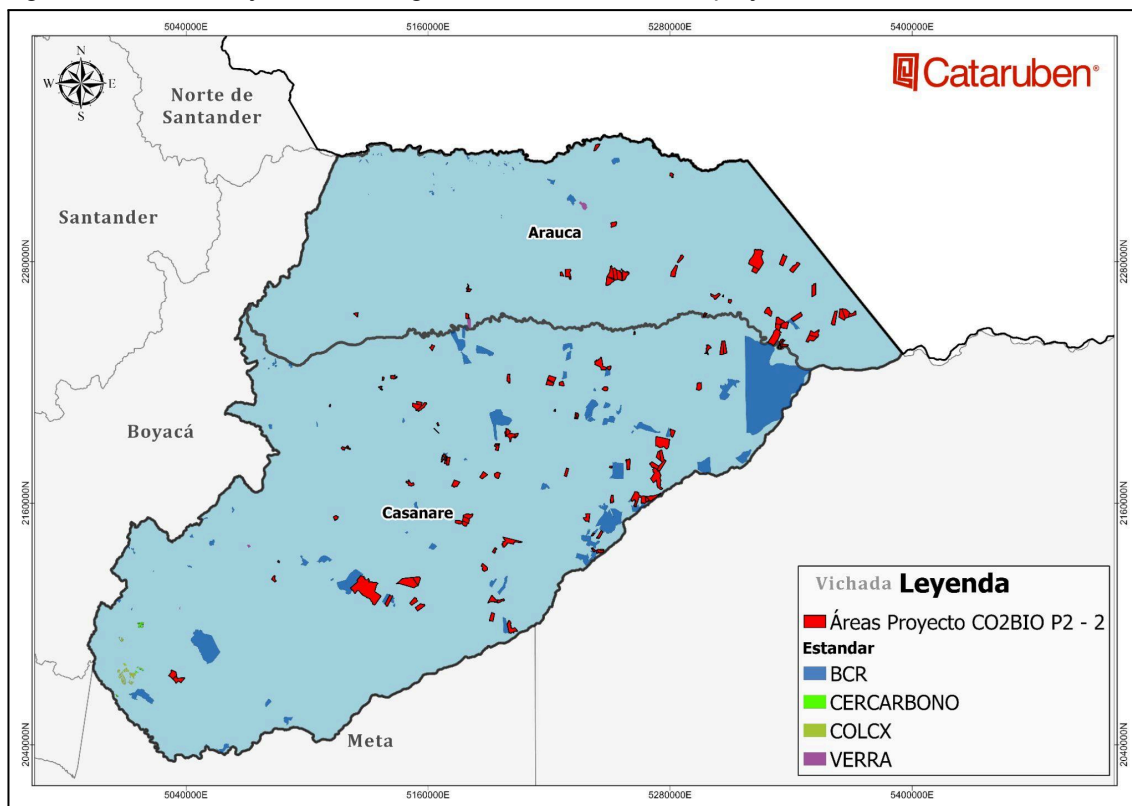 5040000E
5160000E
5280000E
5400000E
N
W
E
S
Cataruben®
Norte de
Santander
Santander
Arauca
2280000N
2280000N
Boyacá
Casanare
2160000N
2160000N
Meta
Vichada
Leyenda
Áreas Proyecto CO2BIO P2 - 2
Estandar
BCR
CERCARBONO
COLCX
VERRA
2040000N
2040000N
5040000E
5160000E
5280000E
5400000E